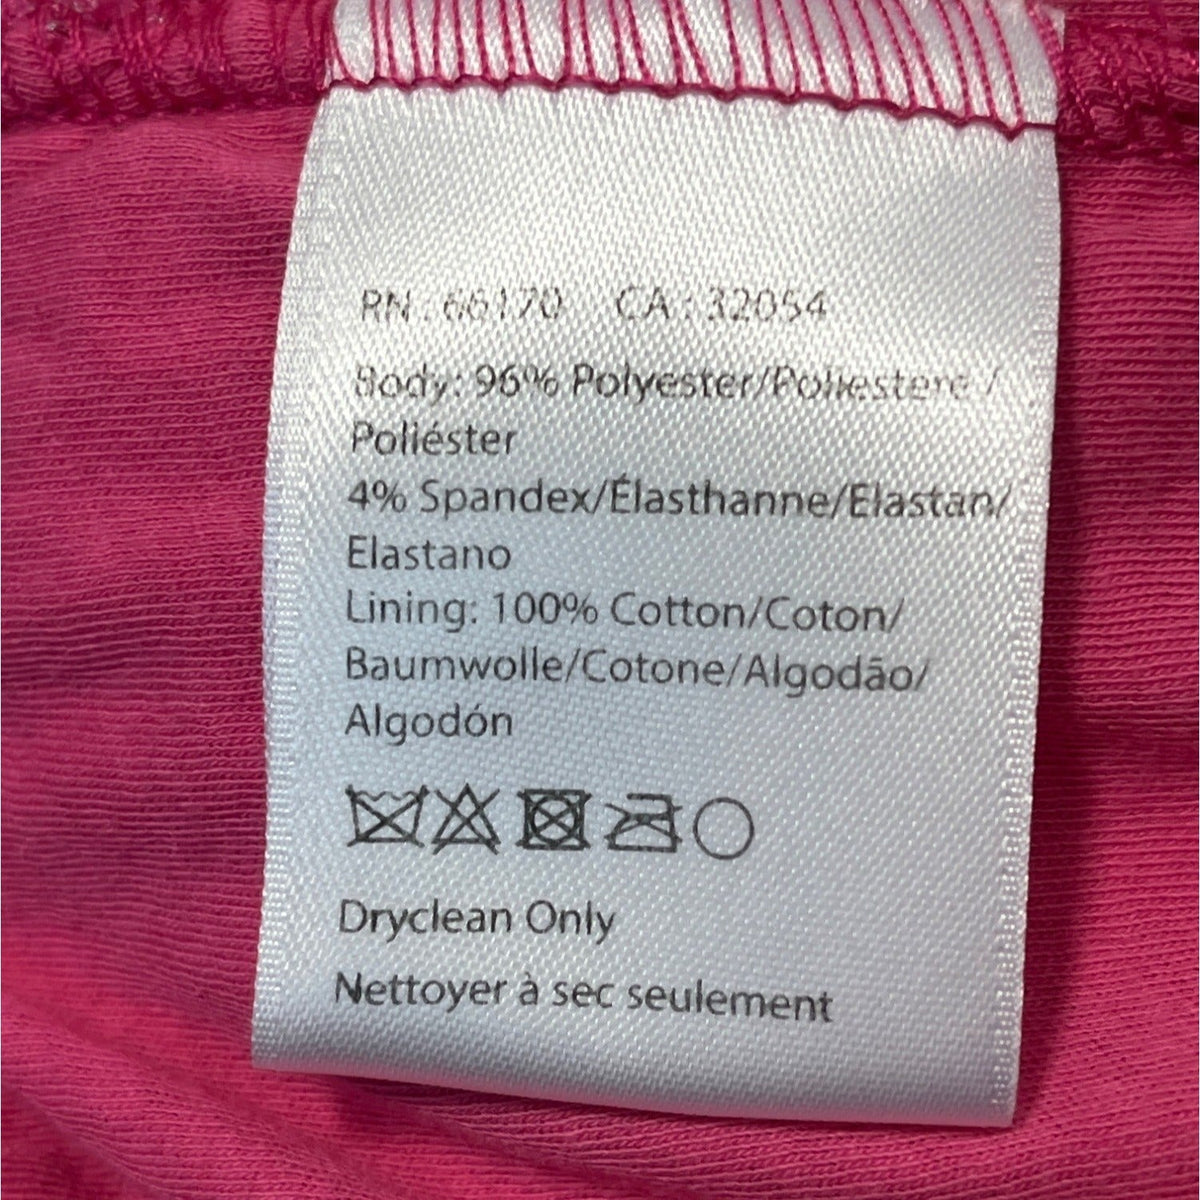 RN : 66170 CA : 32054
Body: 96% Polyester/Poliestere /
Poliéster
4% Spandex/Élasthanne/Elastan/
Elastano
Lining: 100% Cotton/Coton/
Baumwolle/Cotone/Algodão/
Algodón
Dryclean Only
Nettoyer à sec seulement